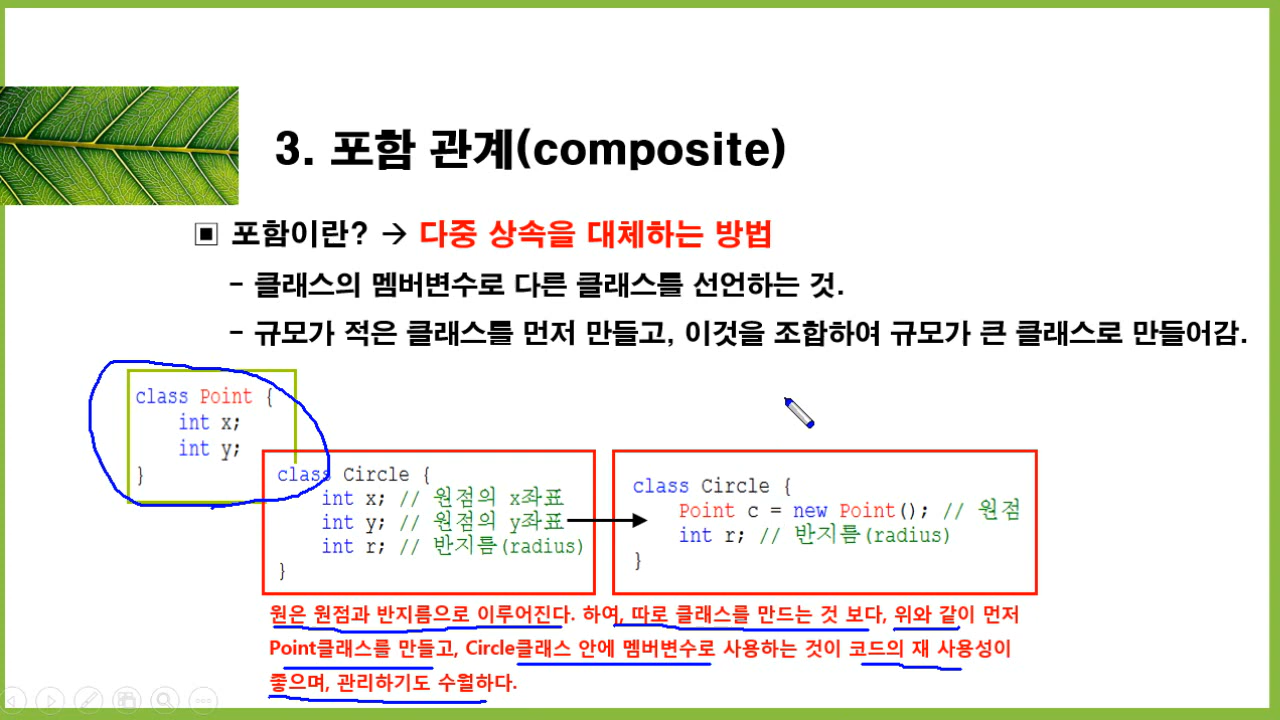 3. 포함 관계(composite)
▣ 포함이란? → 다중 상속을 대체하는 방법
- 클래스의 멤버변수로 다른 클래스를 선언하는 것.
- 규모가 적은 클래스를 먼저 만들고, 이것을 조합하여 규모가 큰 클래스로 만들어감.
class Point {
int x;
int y;
}
class Circle {
int x; // 원점의 x좌표
int y; // 원점의 y좌표
int r; // 반지름(radius)
}
class Circle {
Point c = new Point(); // 원점
int r; // 반지름(radius)
}
원은 원점과 반지름으로 이루어진다. 하여, 따로 클래스를 만드는 것 보다, 위와 같이 먼저
Point클래스를 만들고, Circle클래스 안에 멤버변수로 사용하는 것이 코드의 재 사용성이
좋으며, 관리하기도 수월하다.